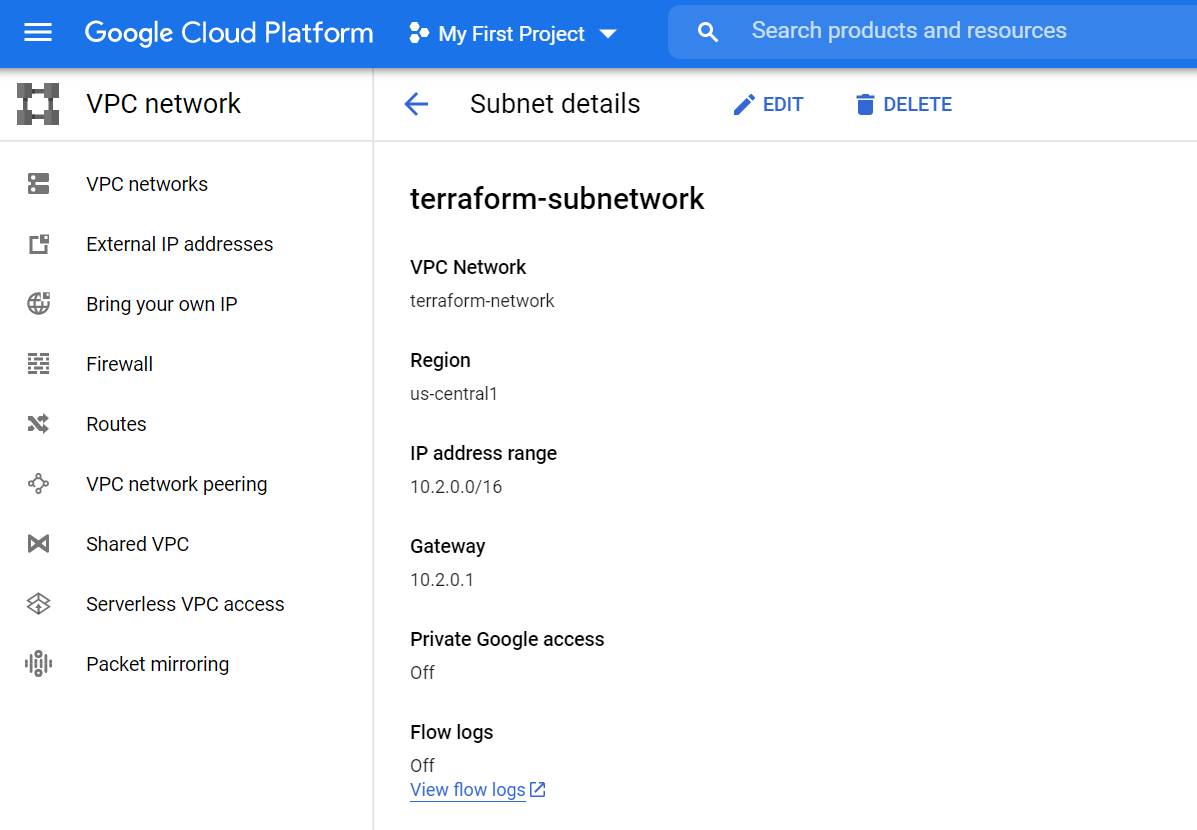 Google Cloud Platform
My First Project
Search products and resources
VPC network
Subnet details
EDIT
DELETE
VPC networks
External IP addresses
Bring your own IP
Firewall
Routes
VPC network peering
Shared VPC
Serverless VPC access
Packet mirroring
terraform-subnetwork
VPC Network
terraform-network
Region
us-central1
IP address range
10.2.0.0/16
Gateway
10.2.0.1
Private Google access
Off
Flow logs
Off
View flow logs